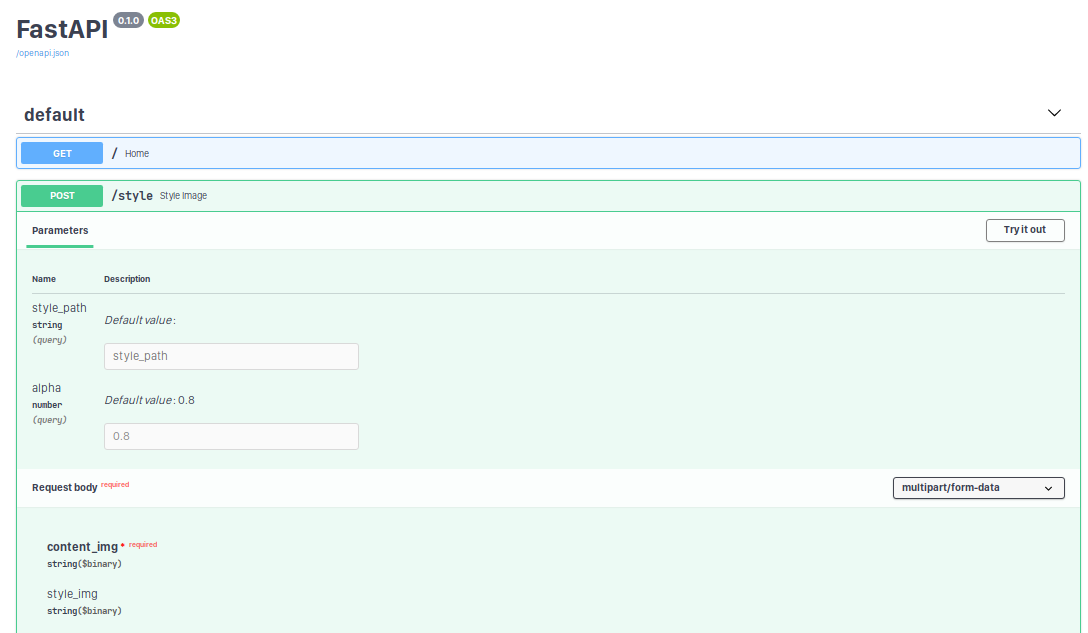 FastAPI 0.1.0 OAS3
/openapi.json
default
GET / Home
POST /style Style Image
Parameters
Try it out
Name Description
style_path
string
(query)
Default value :
style_path
alpha
number
(query)
Default value : 0.8
0.8
Request body required
multipart/form-data
content_img * required
string($binary)
style_img
string($binary)